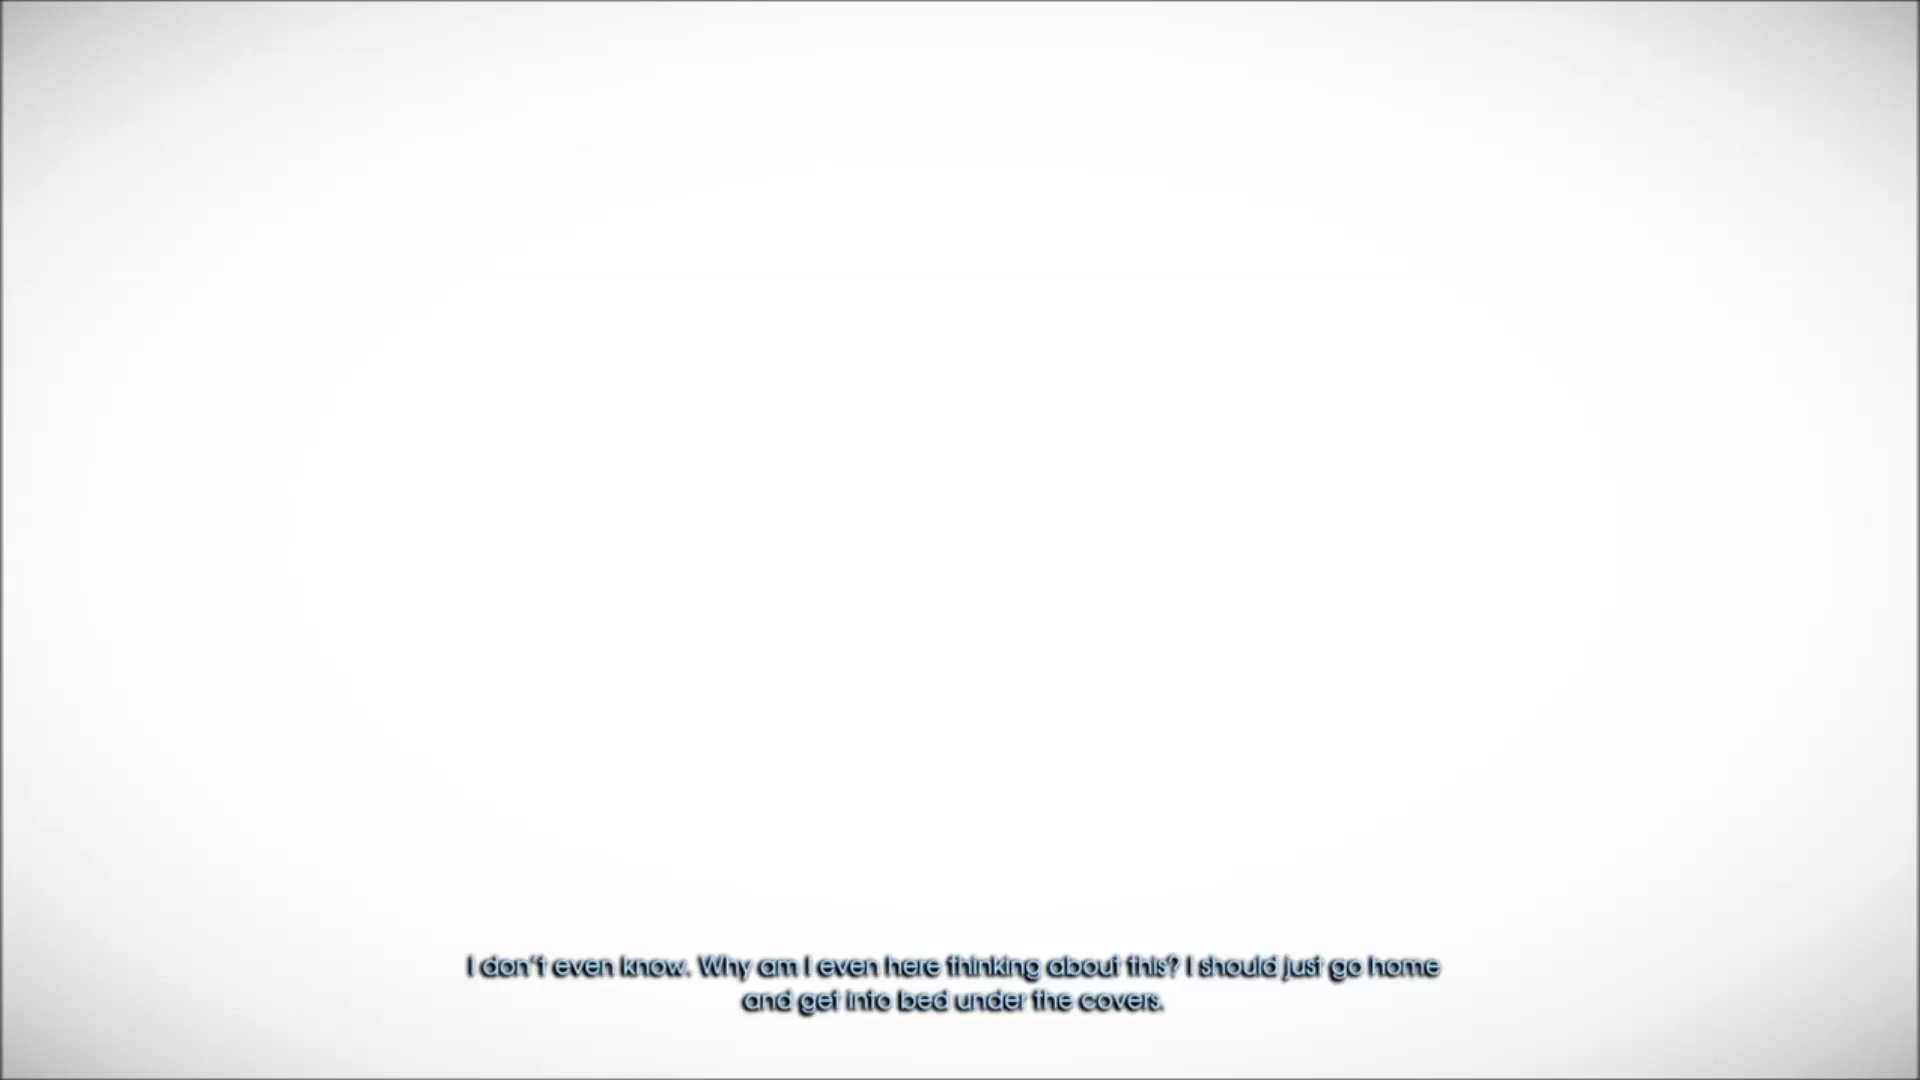 I don't even know. Why am I even here thinking about this? I should just go home
and get into bed under the covers.